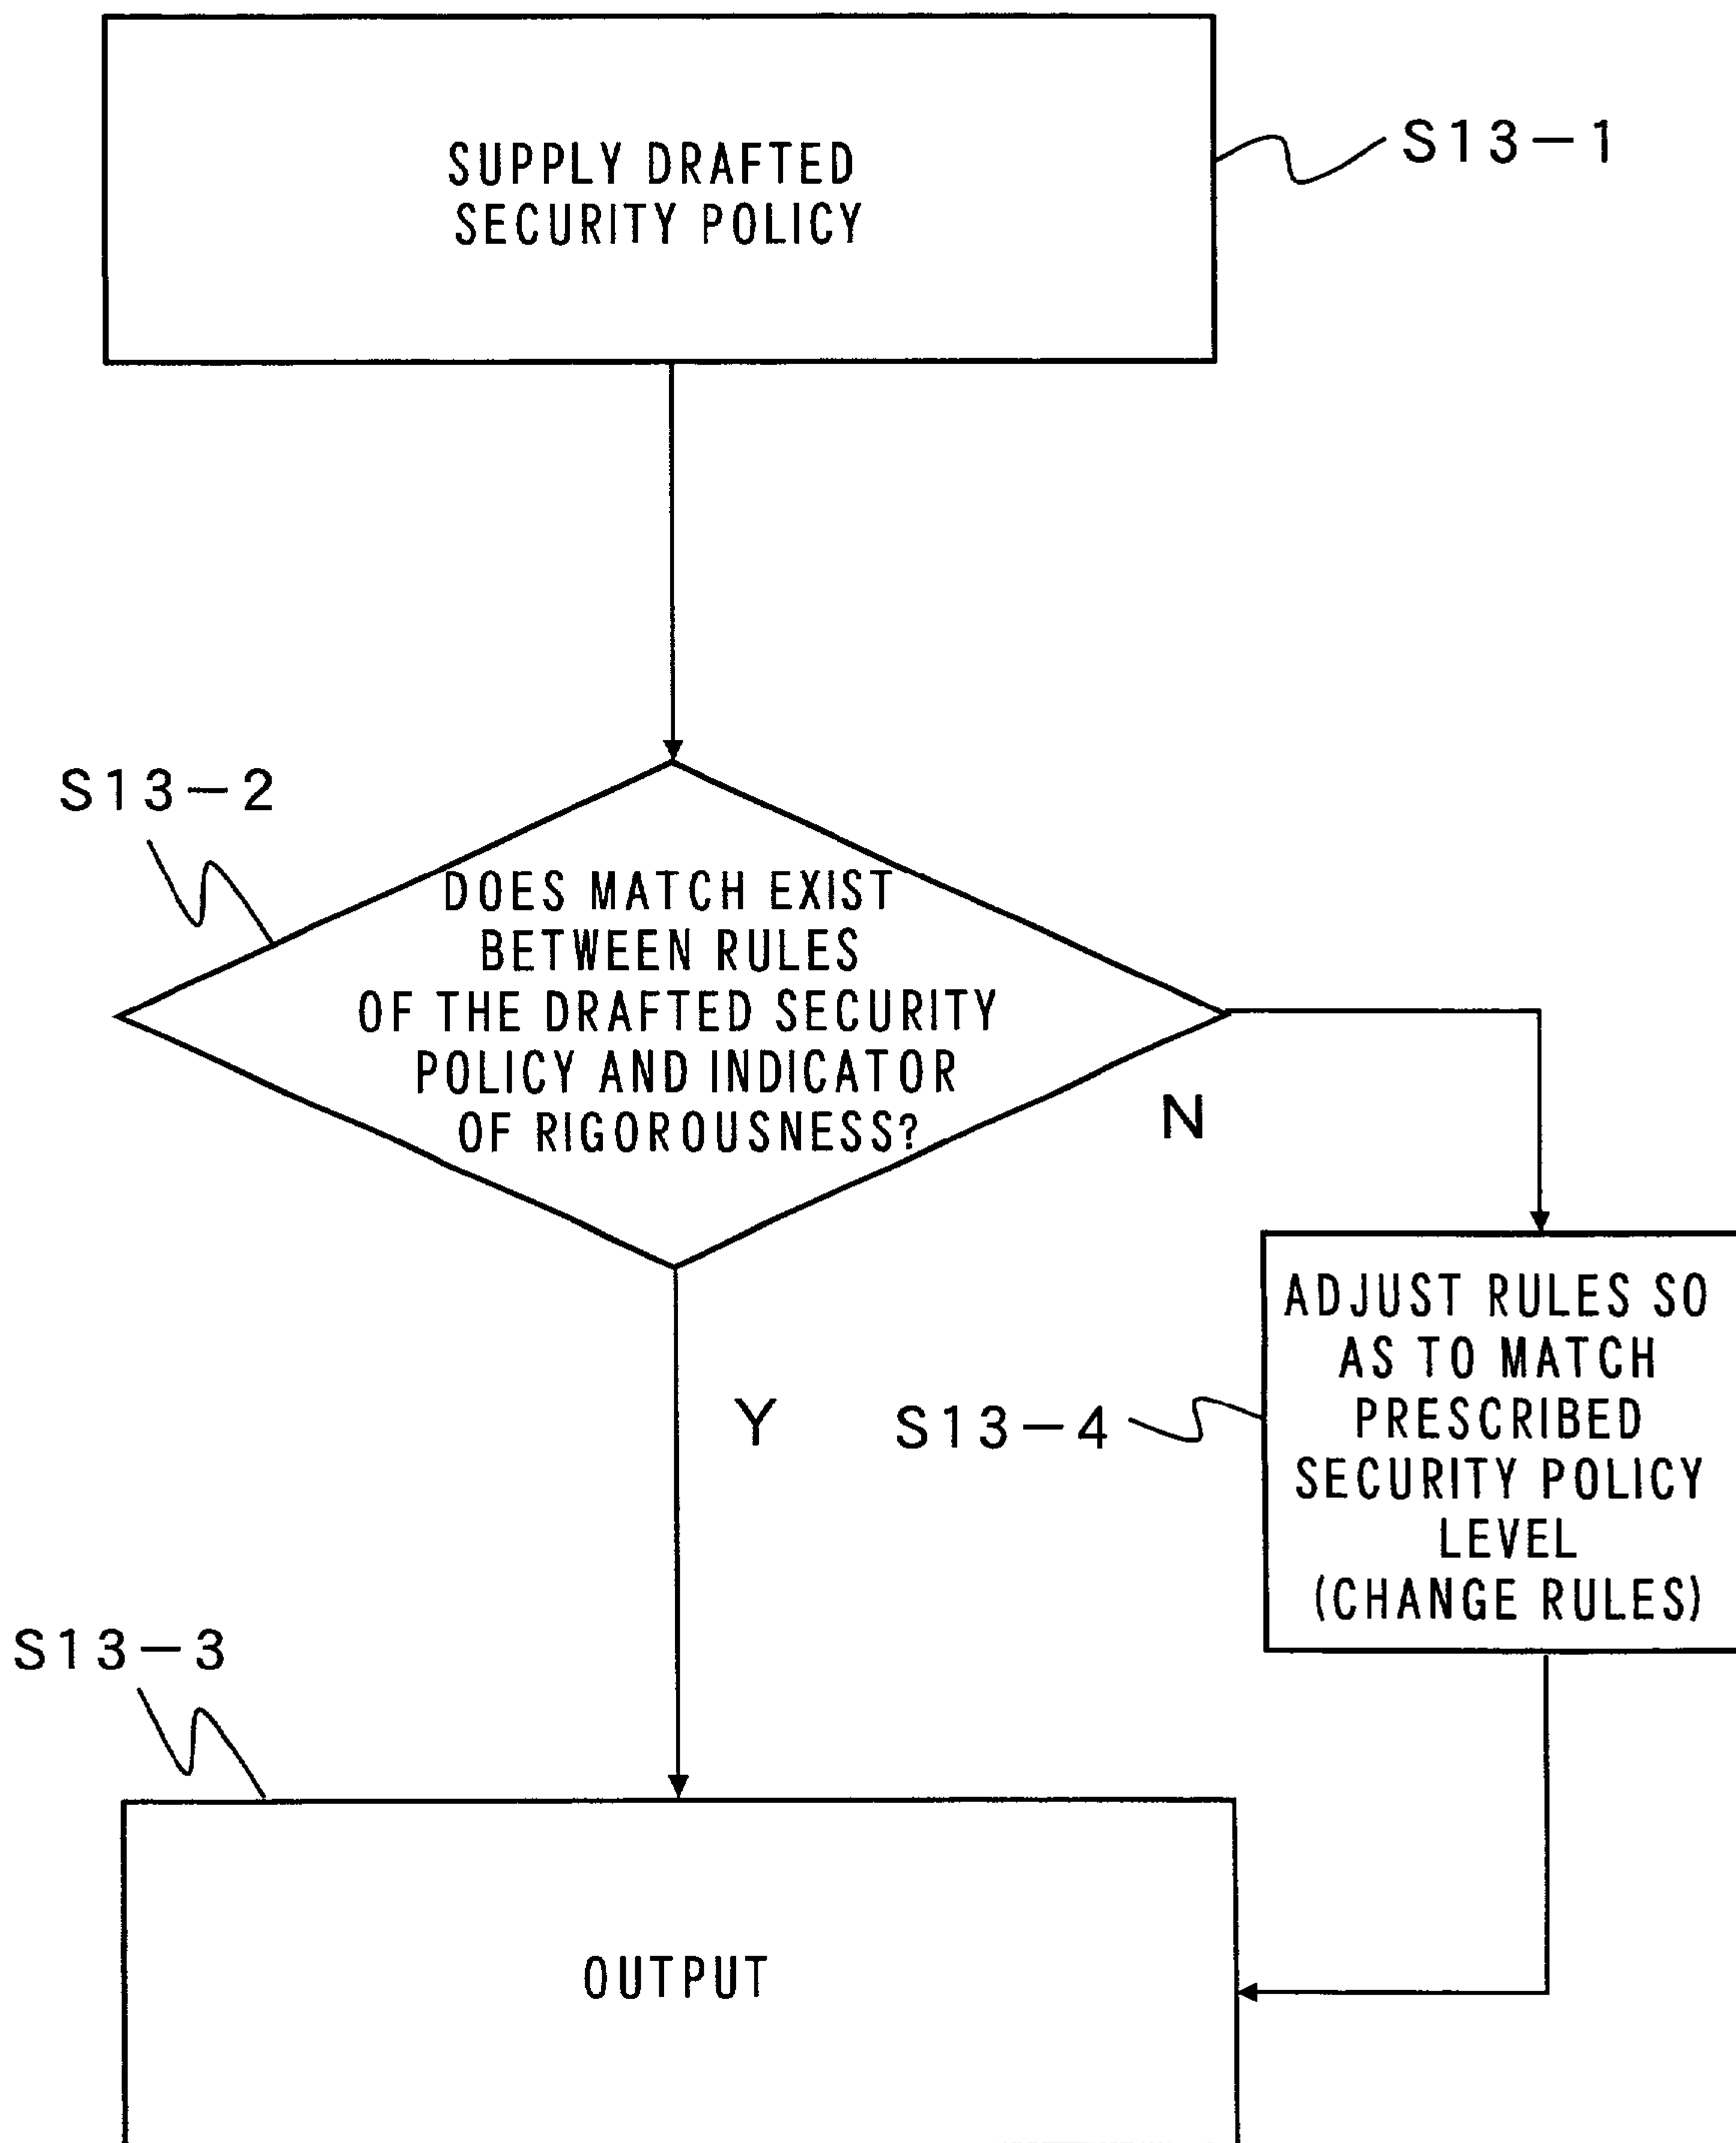 SUPPLY DRAFTED
SECURITY POLICY
S13-1
S13-2
DOES MATCH EXIST
BETWEEN RULES
OF THE DRAFTED SECURITY
POLICY AND INDICATOR
OF RIGOROUSNESS?
N
Y
S13-4
ADJUST RULES SO
AS TO MATCH
PRESCRIBED
SECURITY POLICY
LEVEL
(CHANGE RULES)
S13-3
OUTPUT